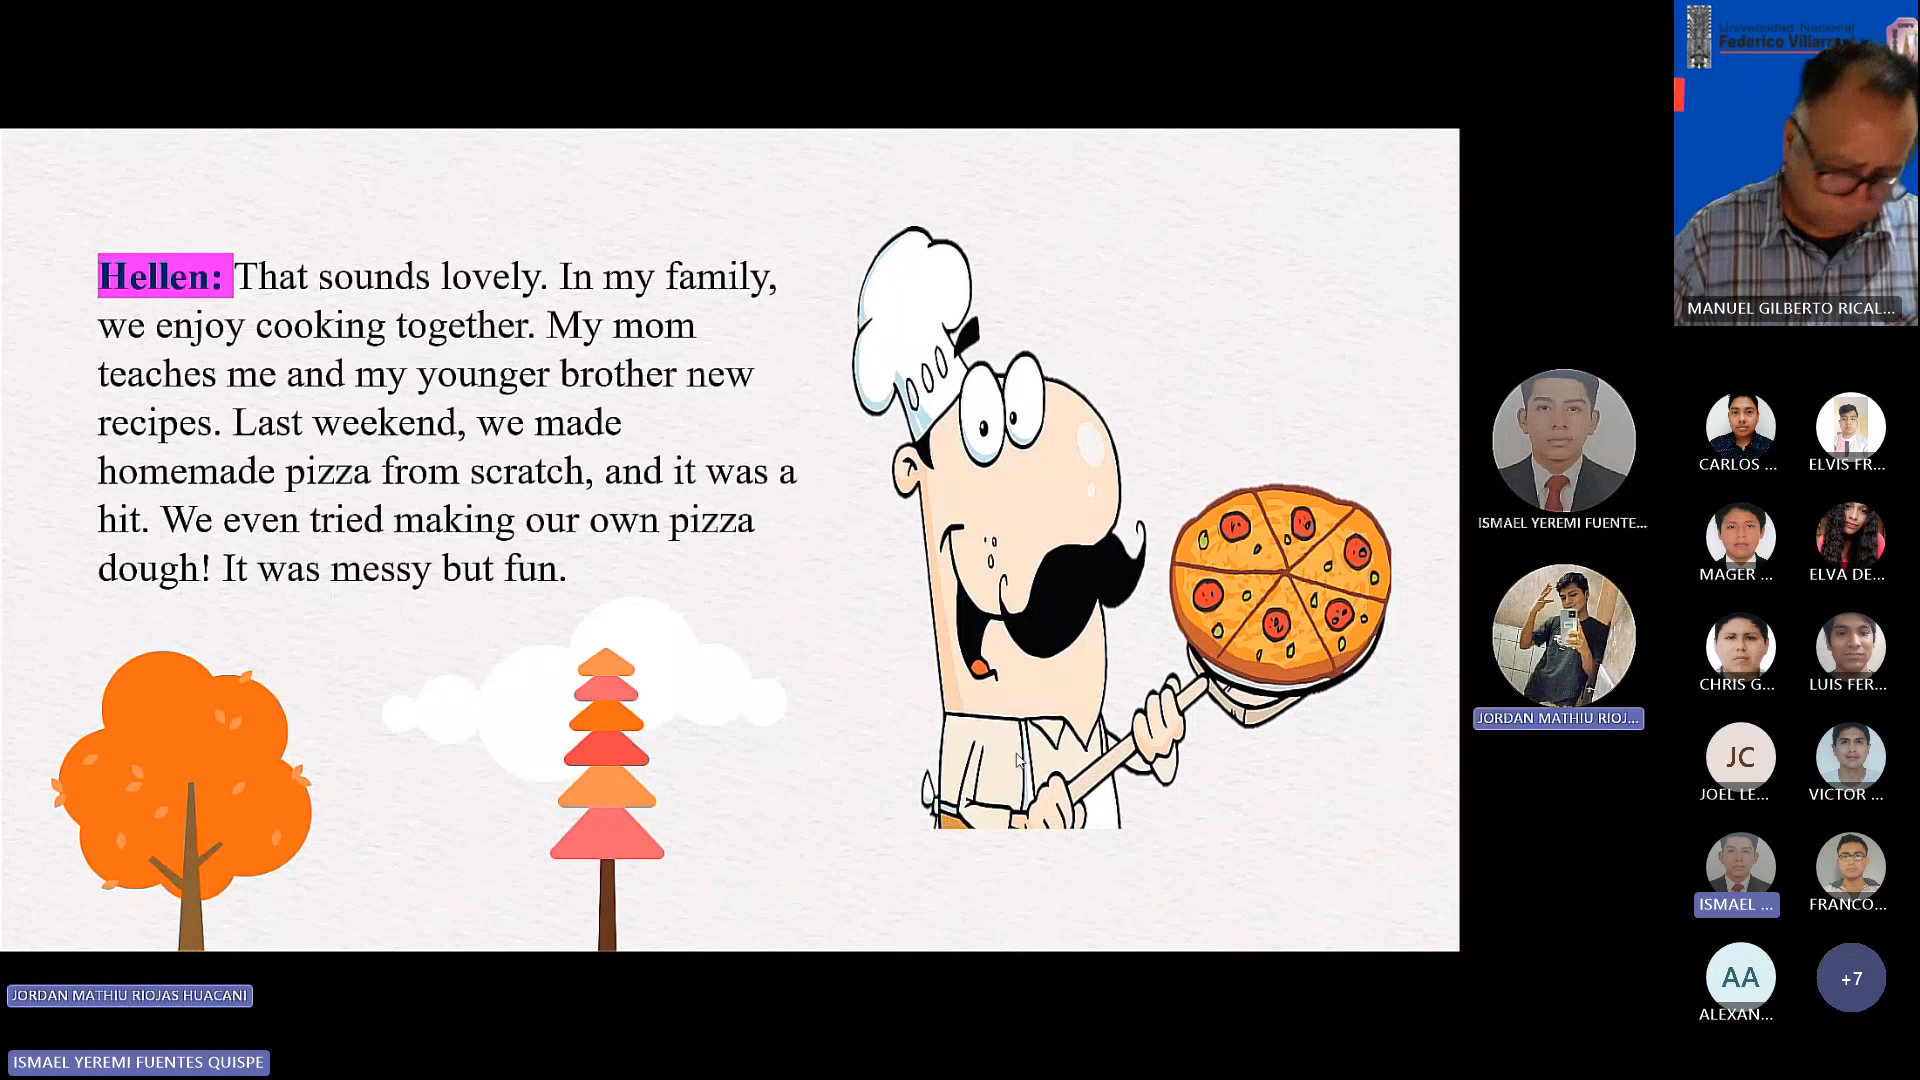 Universidad Nacional
Federico Villarreal
MANUEL GILBERTO RICAL...
Hellen: That sounds lovely. In my family,
we enjoy cooking together. My mom
teaches me and my younger brother new
recipes. Last weekend, we made
homemade pizza from scratch, and it was a
hit. We even tried making our own pizza
dough! It was messy but fun.
ISMAEL YEREMI FUENTE...
JORDAN MATHIU RIOJ...
CARLOS ...
ELVIS FR...
MAGER ...
ELVA DE...
CHRIS G...
LUIS FER...
JC
JOEL LE...
VICTOR ...
ISMAEL ...
FRANCO...
AA
ALEXAN...
+7
JORDAN MATHIU RIOJAS HUACANI
ISMAEL YEREMI FUENTES QUISPE